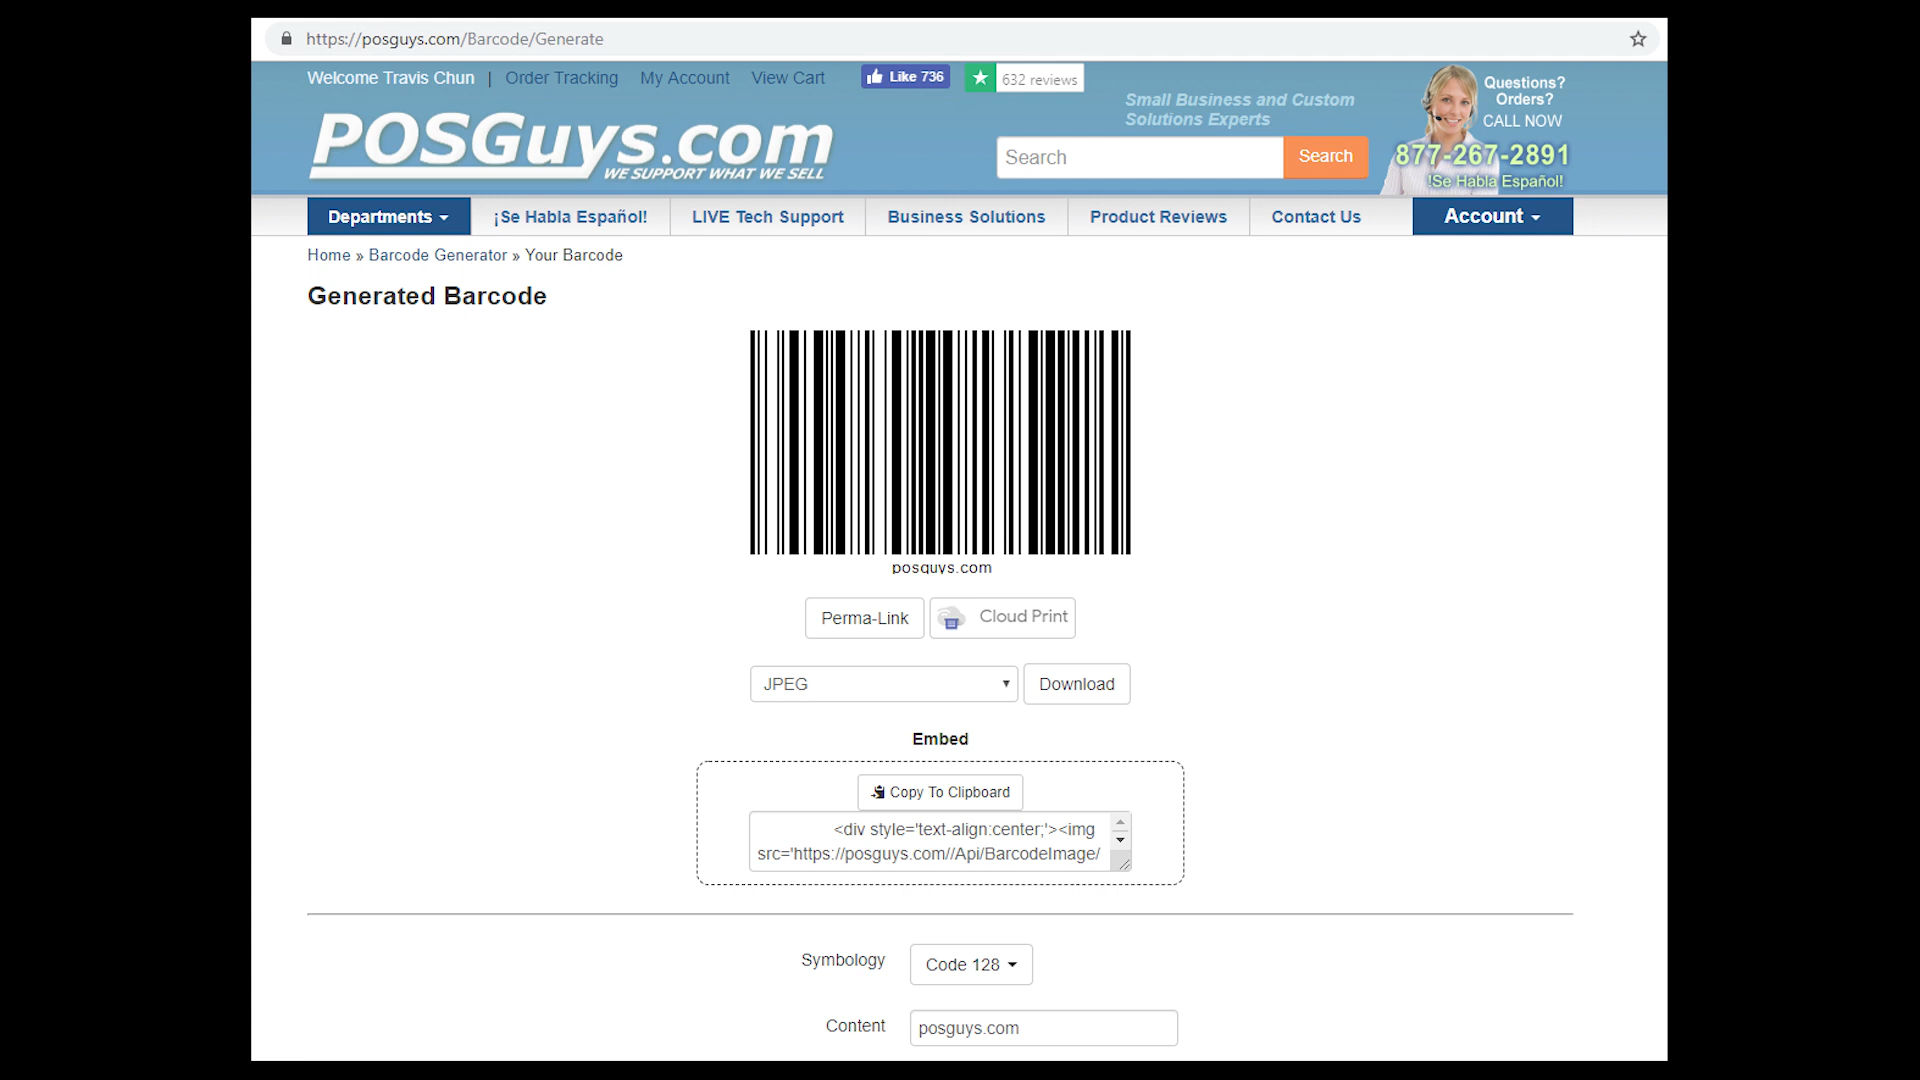 https://posguys.com/Barcode/Generate
Welcome Travis Chun | Order Tracking My Account View Cart
Like 736
632 reviews
Small Business and Custom
Solutions Experts
Questions?
Orders?
CALL NOW
877-267-2891
!Se Habla Español!
POSGuys.com
WE SUPPORT WHAT WE SELL
Search
Search
Departments
¡Se Habla Español!
LIVE Tech Support
Business Solutions
Product Reviews
Contact Us
Account
Home » Barcode Generator » Your Barcode
Generated Barcode
posguys.com
Perma-Link
Cloud Print
JPEG
Download
Embed
Copy To Clipboard
<div style='text-align:center;'><img
src='https://posguys.com//Api/BarcodeImage/
Symbology
Code 128
Content
posguys.com